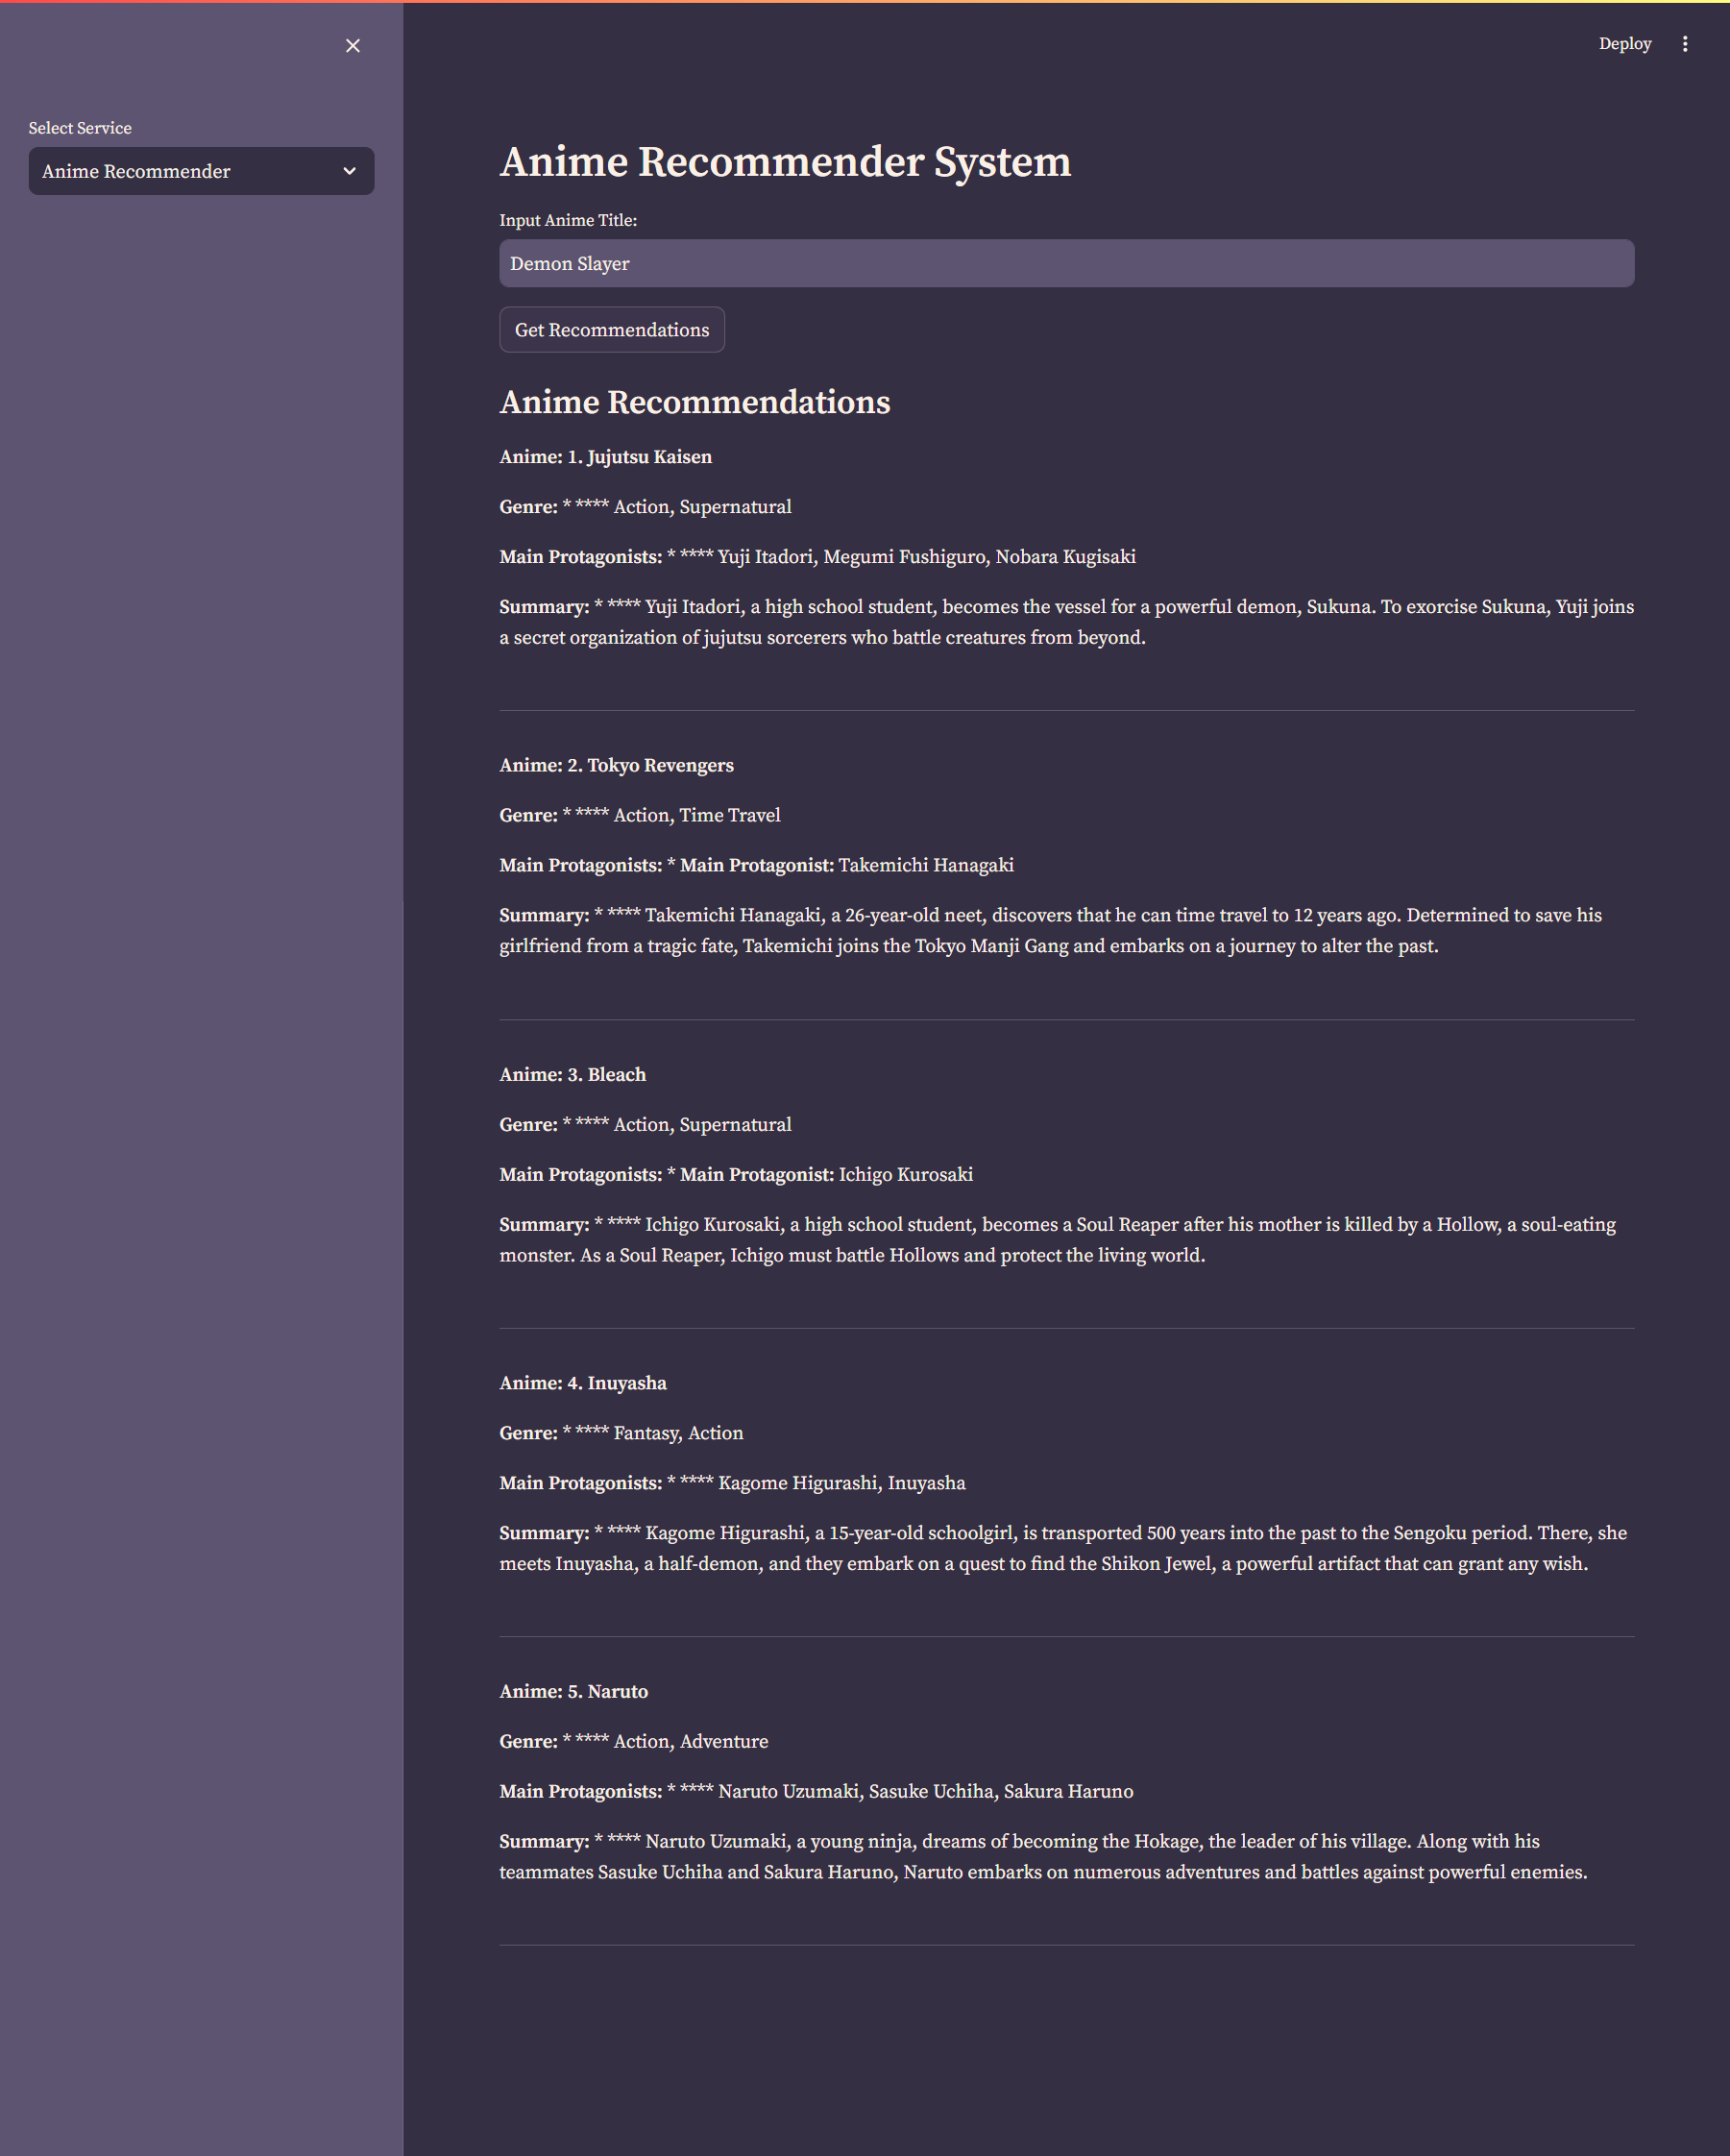 Deploy
Select Service
Anime Recommender
Anime Recommender System
Input Anime Title:
Demon Slayer
Get Recommendations
Anime Recommendations
Anime: 1. Jujutsu Kaisen
Genre: * **** Action, Supernatural
Main Protagonists: * **** Yuji Itadori, Megumi Fushiguro, Nobara Kugisaki
Summary: * **** Yuji Itadori, a high school student, becomes the vessel for a powerful demon, Sukuna. To exorcise Sukuna, Yuji joins
a secret organization of jujutsu sorcerers who battle creatures from beyond.
Anime: 2. Tokyo Revengers
Genre: * **** Action, Time Travel
Main Protagonists: * Main Protagonist: Takemichi Hanagaki
Summary: * **** Takemichi Hanagaki, a 26-year-old neet, discovers that he can time travel to 12 years ago. Determined to save his
girlfriend from a tragic fate, Takemichi joins the Tokyo Manji Gang and embarks on a journey to alter the past.
Anime: 3. Bleach
Genre: * **** Action, Supernatural
Main Protagonists: * Main Protagonist: Ichigo Kurosaki
Summary: * **** Ichigo Kurosaki, a high school student, becomes a Soul Reaper after his mother is killed by a Hollow, a soul-eating
monster. As a Soul Reaper, Ichigo must battle Hollows and protect the living world.
Anime: 4. Inuyasha
Genre: * **** Fantasy, Action
Main Protagonists: * **** Kagome Higurashi, Inuyasha
Summary: * **** Kagome Higurashi, a 15-year-old schoolgirl, is transported 500 years into the past to the Sengoku period. There, she
meets Inuyasha, a half-demon, and they embark on a quest to find the Shikon Jewel, a powerful artifact that can grant any wish.
Anime: 5. Naruto
Genre: * **** Action, Adventure
Main Protagonists: * **** Naruto Uzumaki, Sasuke Uchiha, Sakura Haruno
Summary: * **** Naruto Uzumaki, a young ninja, dreams of becoming the Hokage, the leader of his village. Along with his
teammates Sasuke Uchiha and Sakura Haruno, Naruto embarks on numerous adventures and battles against powerful enemies.